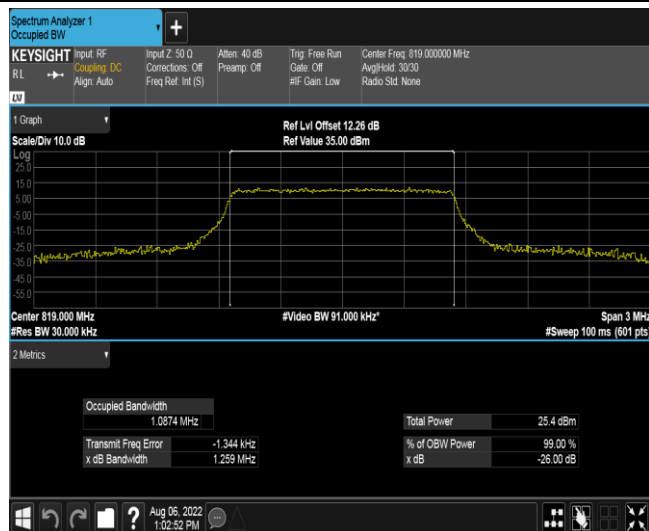 Spectrum Analyzer 1
Occupied BW
+
KEYSIGHT Input: RF Input Z: 50 Ω Atten: 40 dB Trig: Free Run Center Freq: 819.000000 MHz
RL Coupling: DC Corrections: Off Preamp: Off Gate: Off Avg|Hold: 30/30
Align: Auto Freq Ref: Int (S) #IF Gain: Low Radio Std: None
LXI
1 Graph
Ref Lvl Offset 12.26 dB
Scale/Div 10.0 dB Ref Value 35.00 dBm
Log
25.0
15.0
5.00
-5.00
-15.0
-25.0
-35.0
-45.0
-55.0
Center 819.000 MHz #Video BW 91.000 kHz* Span 3 MHz
#Res BW 30.000 kHz #Sweep 100 ms (601 pts)
2 Metrics
Occupied Bandwidth
1.0874 MHz Total Power 25.4 dBm
Transmit Freq Error -1.344 kHz % of OBW Power 99.00 %
x dB Bandwidth 1.259 MHz x dB -26.00 dB
? Aug 06, 2022
1:02:52 PM